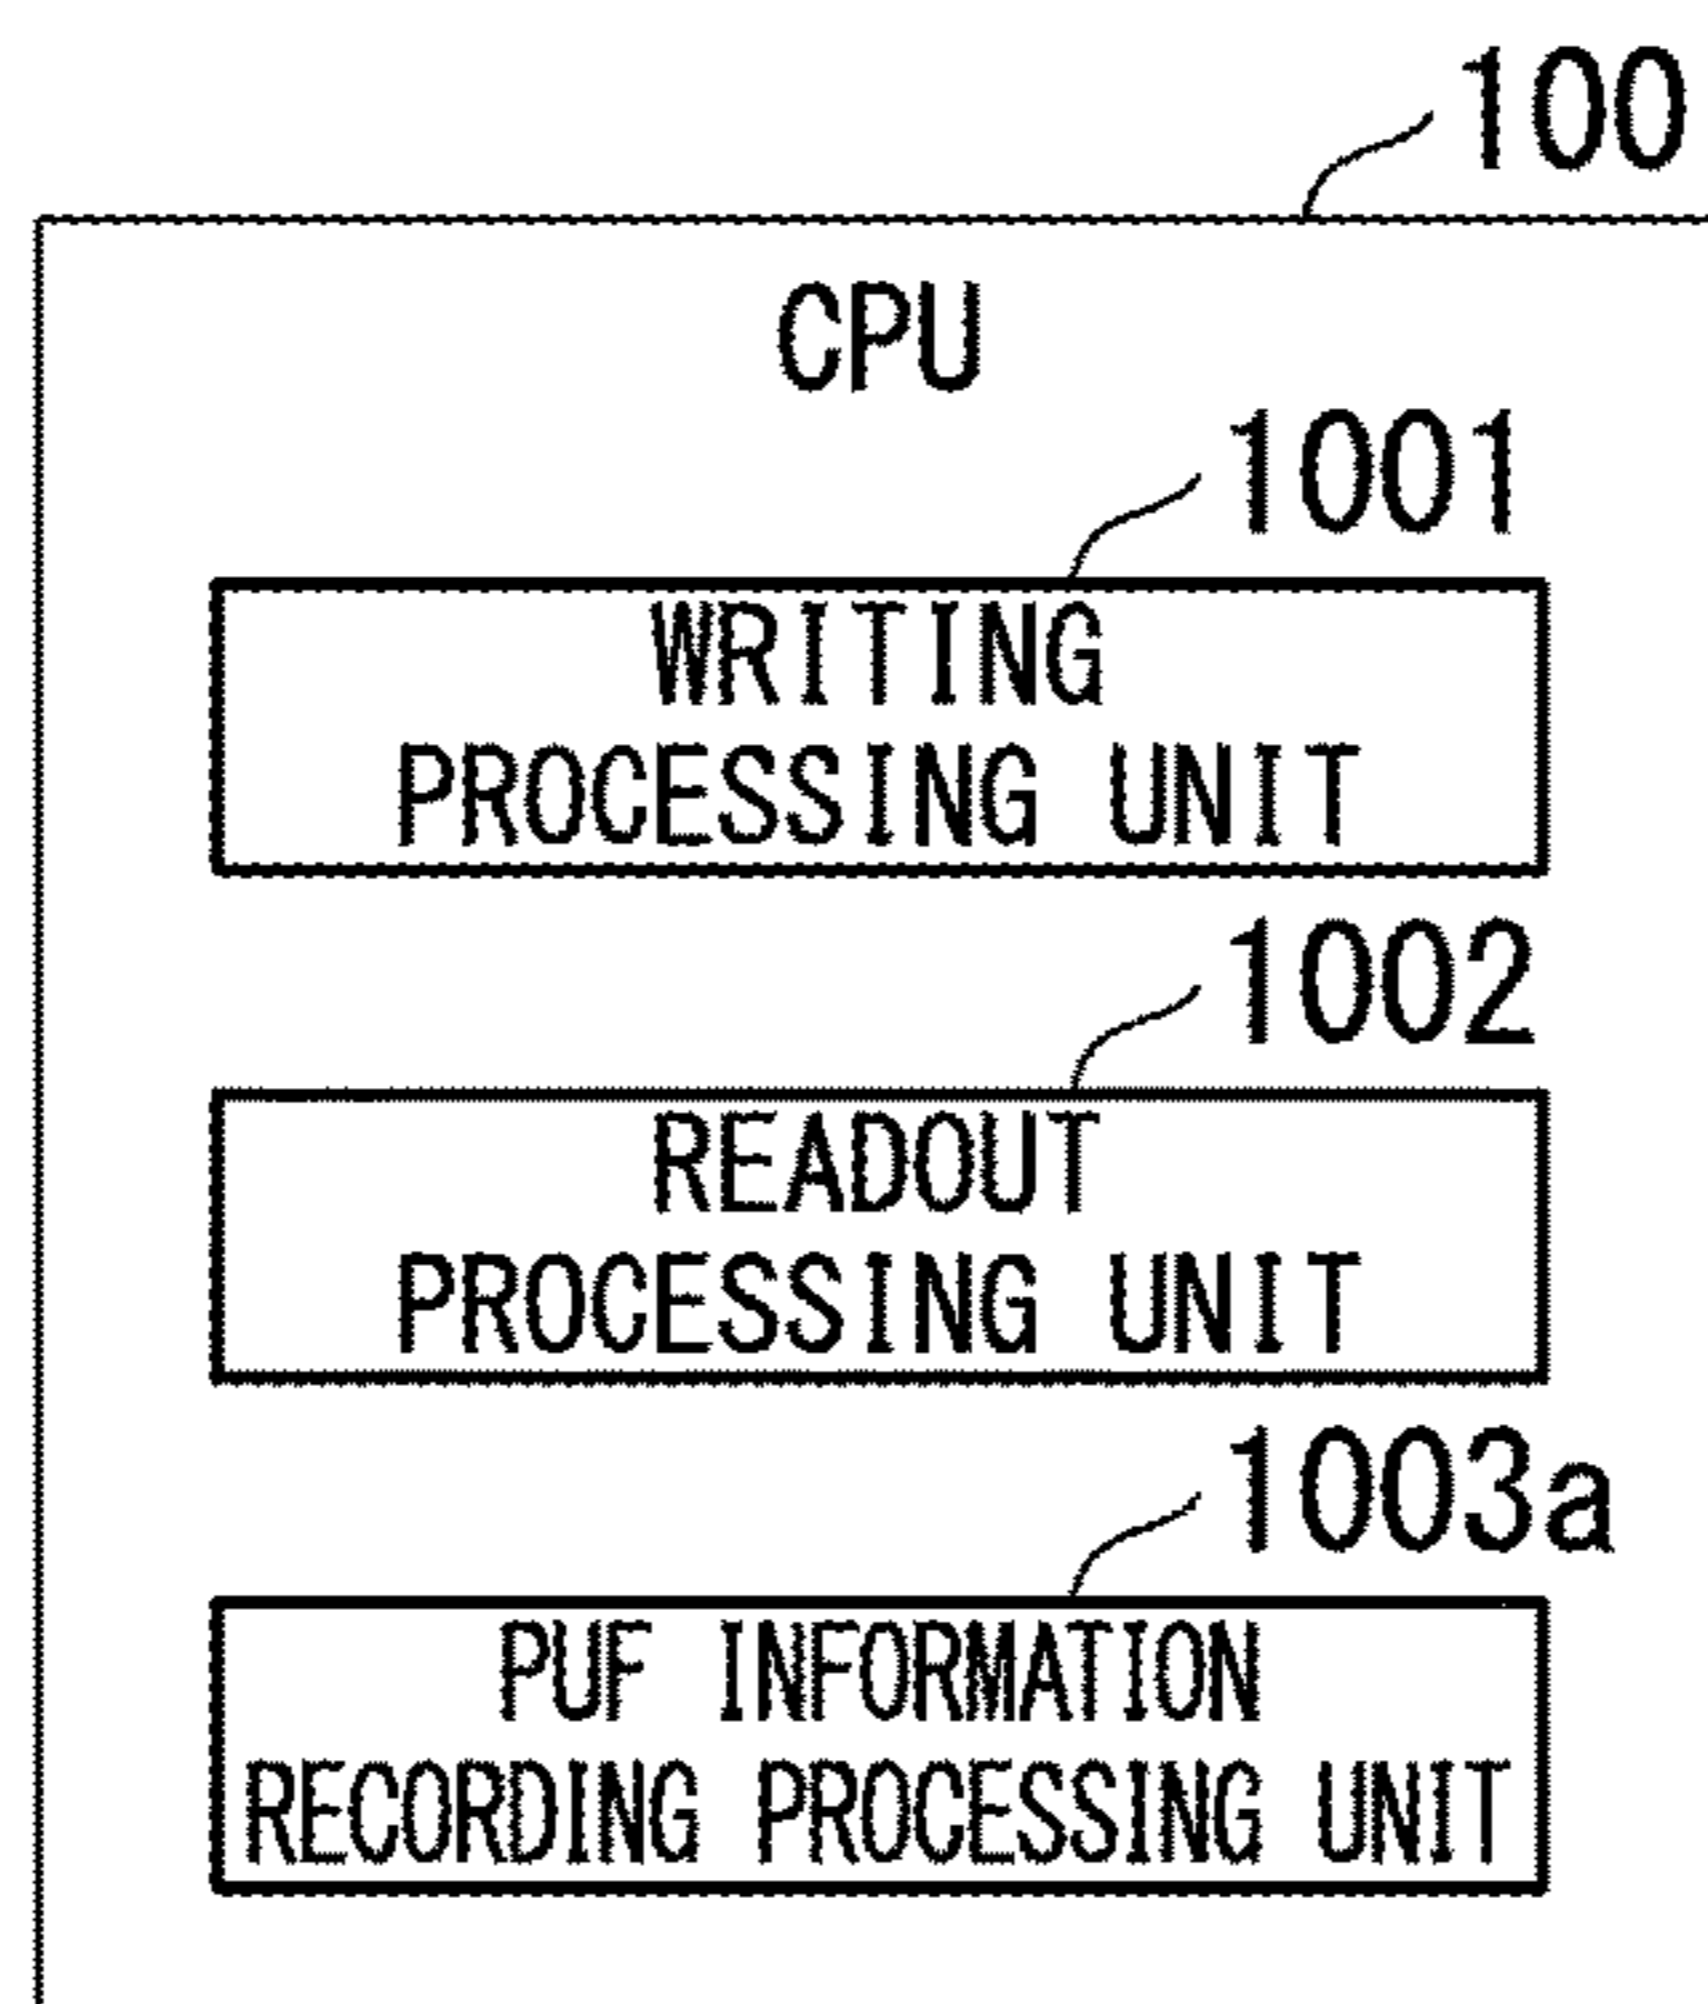 100
CPU
1001
WRITING
PROCESSING UNIT
1002
READOUT
PROCESSING UNIT
1003a
PUF INFORMATION
RECORDING PROCESSING UNIT